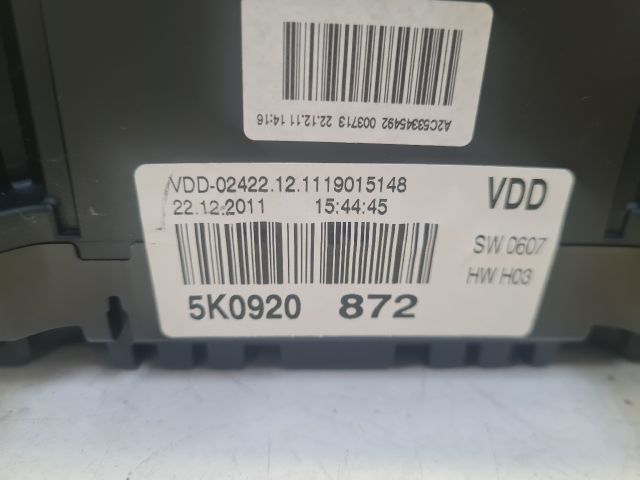 A2C53345492 003713 22.12.11 14:16
VDD-02422.12.1119015148
VDD
22.12.2011 15:44:45
SW 0607
HW H03
5K0920 872